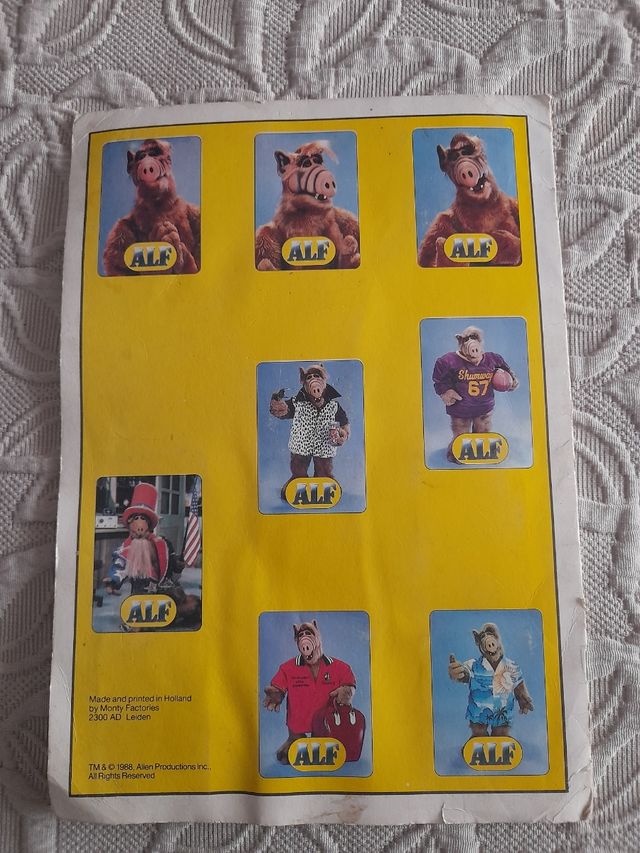 ALF
ALF
ALF
Shumway
67
ALF
ALF
ALF
Made and printed in Holland
by Monty Factories
2300 AD Leiden
ALF
ALF
TM & © 1988, Alien Productions Inc.,
All Rights Reserved